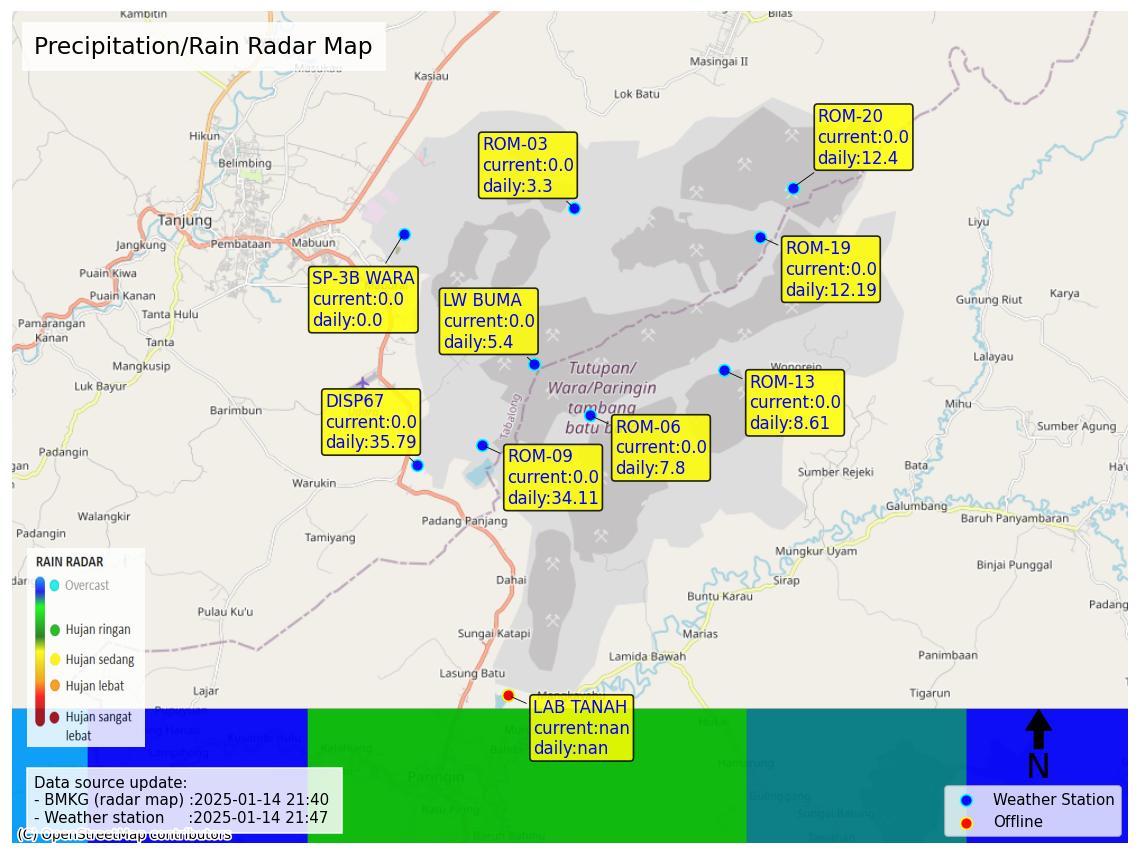 Kambitin
Bilas
Precipitation/Rain Radar Map
Masukau
Kasiau
Masingai II
Lok Batu
ROM-20
current:0.0
daily:12.4
Hikun
ROM-03
current:0.0
daily:3.3
Belimbing
Tanjung
Liyu
Jangkung
Pembataan
Mabuun
ROM-19
current:0.0
daily:12.19
Puain Kiwa
SP-3B WARA
current:0.0
daily:0.0
LW BUMA
current:0.0
daily:5.4
Puain Kanan
Karya
Gunung Riut
Tanta Hulu
Pamarangan
Kanan
Tanta
Lalayau
Mangkusip
Wonorejo
Tutupan/
Wara/Paringin
tambang
batu b
ROM-13
current:0.0
daily:8.61
Luk Bayur
Barimbun
DISP67
current:0.0
daily:35.79
Tabalong
Mihu
ROM-06
current:0.0
daily:7.8
Sumber Agung
ROM-09
current:0.0
daily:34.11
Padangin
Bata
Sumber Rejeki
Warukin
Galumbang
Walangkir
Padang Panjang
Baruh Panyambaran
Padangin
Tamiyang
Mungkur Uyam
Binjai Punggal
RAIN RADAR
Overcast
Hujan ringan
Hujan sedang
Hujan lebat
Hujan sangat
lebat
Dahai
Sirap
Buntu Karau
Padang
Pulau Ku'u
Sungai Katapi
Marias
Lamida Bawah
Panimbaan
Lasung Batu
Lajar
Tigarun
LAB TANAH
current:nan
daily:nan
Paringin
N
Data source update:
- BMKG (radar map) :2025-01-14 21:40
- Weather station :2025-01-14 21:47
Weather Station
Offline
(C) OpenStreetMap contributors